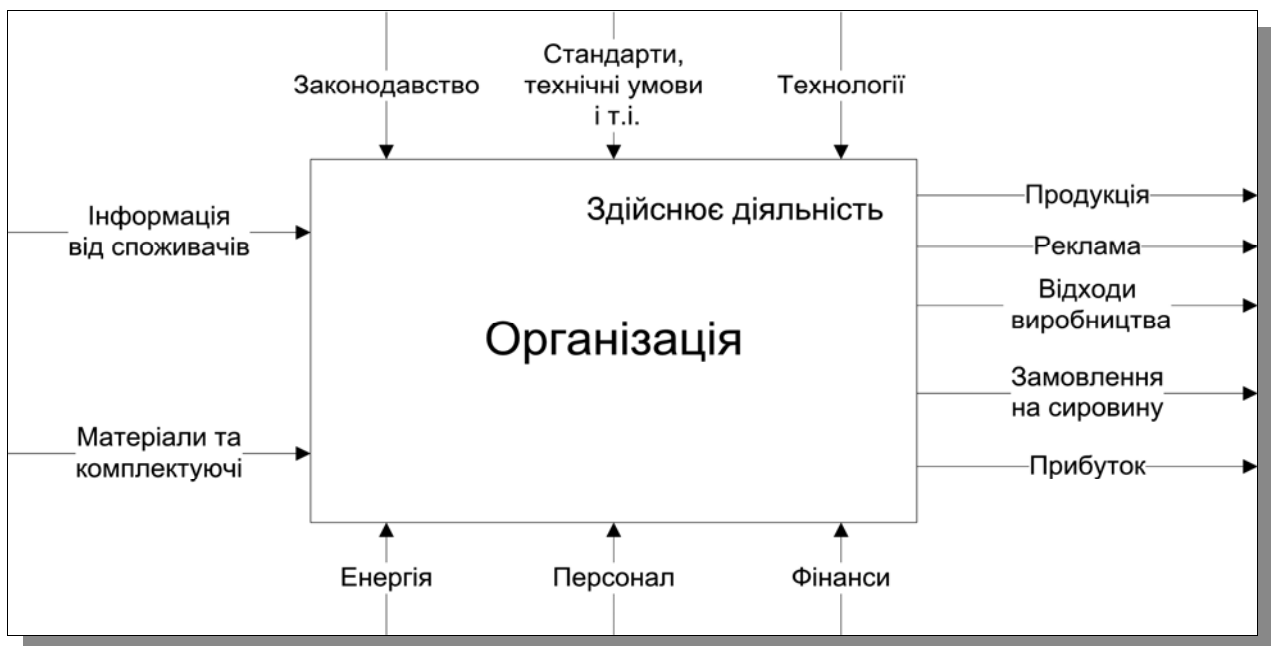 Законодавство
Стандарти,
технічні умови
і т.і.
Технології
Здійснює діяльність
Організація
Інформація
від споживачів
Матеріали та
комплектуючі
Продукція
Реклама
Відходи
виробництва
Замовлення
на сировину
Прибуток
Енергія
Персонал
Фінанси